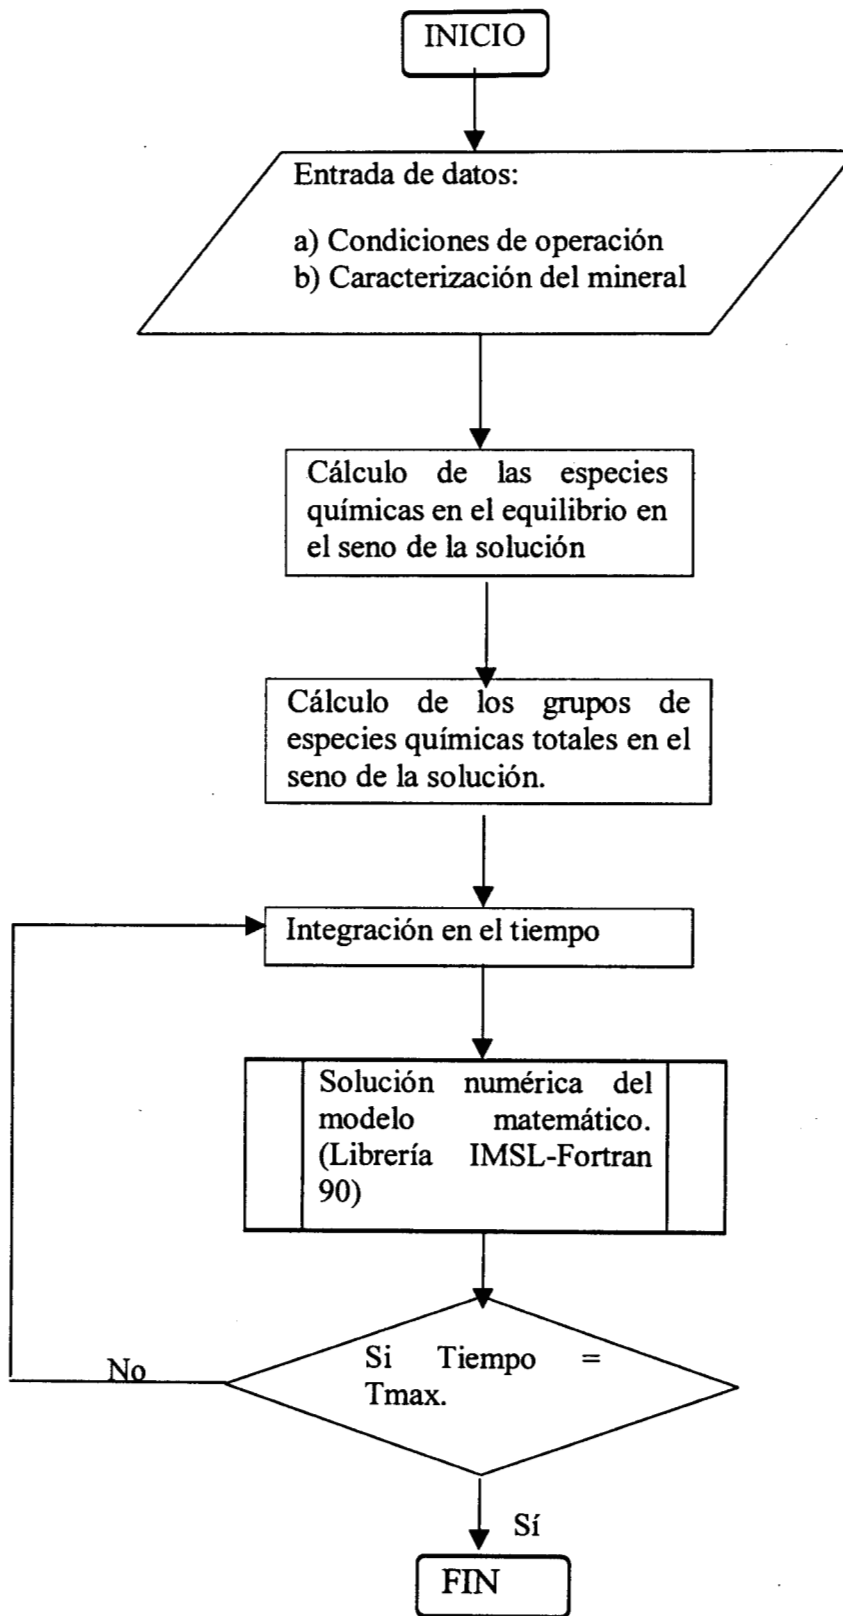 INICIO
Entrada de datos:
a) Condiciones de operación
b) Caracterización del mineral
Cálculo de las especies
químicas en el equilibrio en
el seno de la solución
Cálculo de los grupos de
especies químicas totales en el
seno de la solución.
Integración en el tiempo
Solución numérica del
modelo matemático.
(Librería IMSL-Fortran
90)
Si Tiempo =
Tmax.
No
Sí
FIN